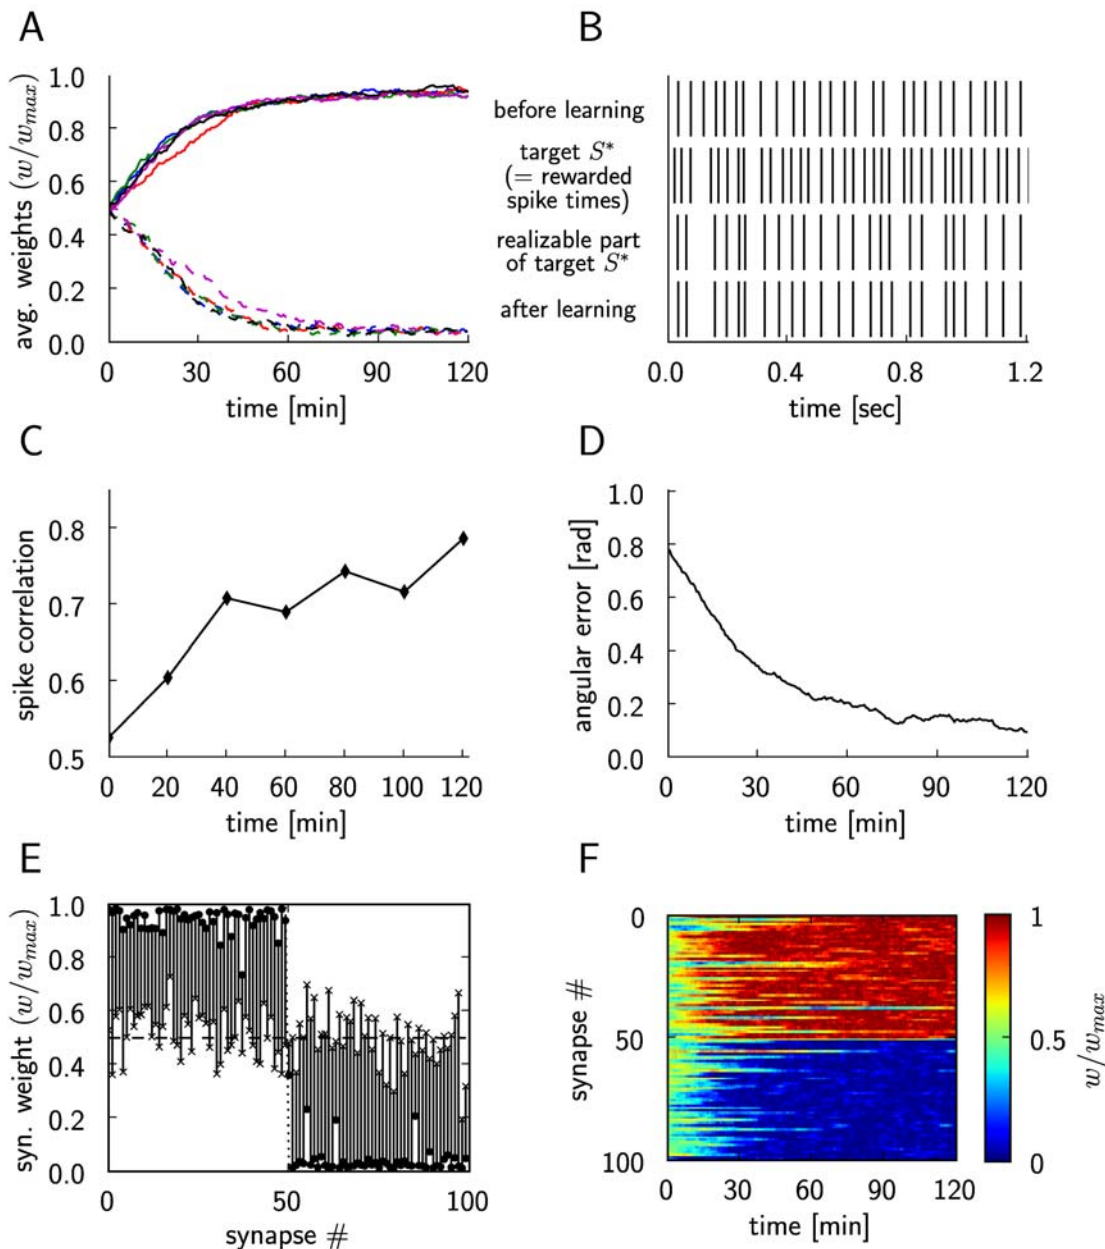 A
avg. weights (w/w_max)
1.0
0.8
0.6
0.4
0.2
0.0
0 30 60 90 120
time [min]
B
before learning
target S*
(= rewarded
spike times)
realizable part
of target S*
after learning
0.0 0.4 0.8 1.2
time [sec]
C
spike correlation
0.8
0.7
0.6
0.5
0 20 40 60 80 100 120
time [min]
D
angular error [rad]
1.0
0.8
0.6
0.4
0.2
0.0
0 30 60 90 120
time [min]
E
syn. weight (w/w_max)
1.0
0.8
0.6
0.4
0.2
0.0
0 50 100
synapse #
F
synapse #
0
50
100
0 30 60 90 120
time [min]
1
0.5
0
w/w_max